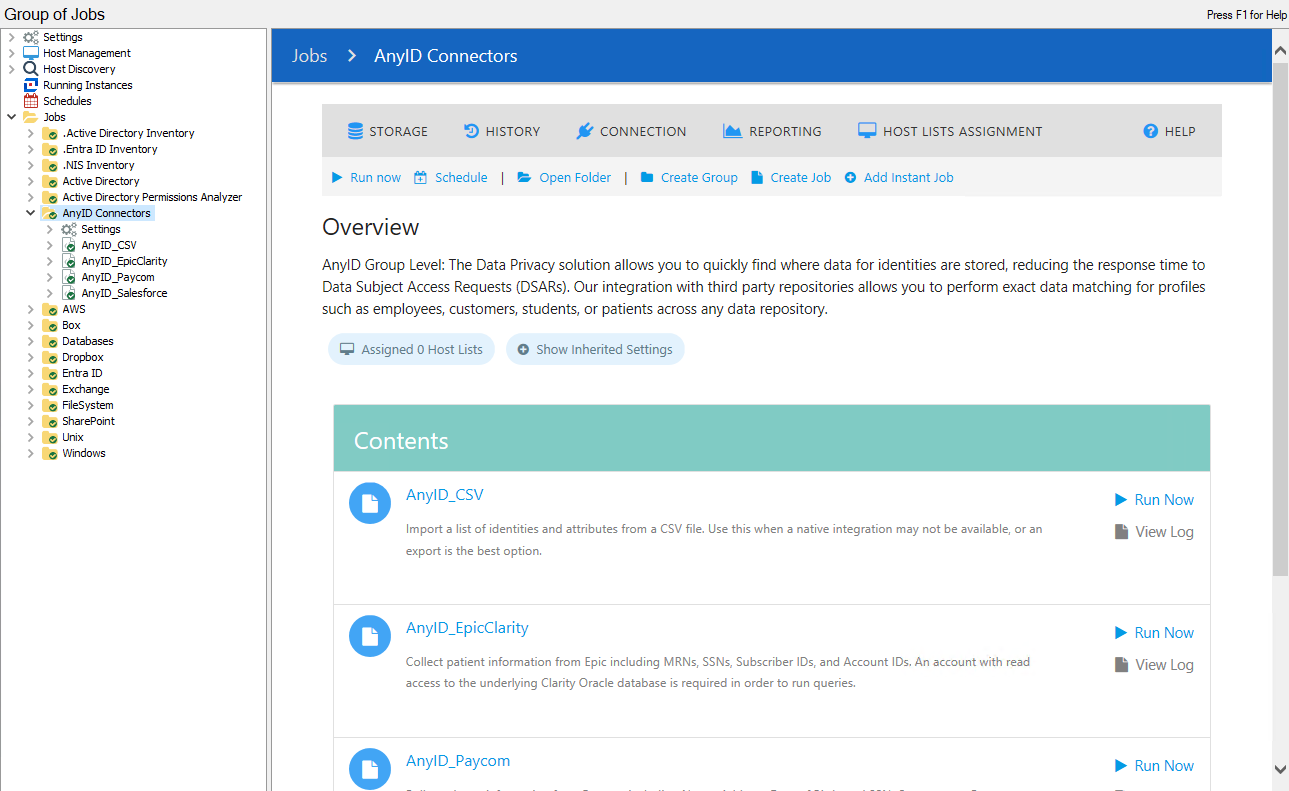 Group of Jobs
Press F1 for Help
Settings
Host Management
Host Discovery
Running Instances
Schedules
Jobs
.Active Directory Inventory
.Entra ID Inventory
.NIS Inventory
Active Directory
Active Directory Permissions Analyzer
AnyID Connectors
Settings
AnyID_CSV
AnyID_EpicClarity
AnyID_Paycom
AnyID_Salesforce
AWS
Box
Databases
Dropbox
Entra ID
Exchange
FileSystem
SharePoint
Unix
Windows
Jobs > AnyID Connectors
STORAGE HISTORY CONNECTION REPORTING HOST LISTS ASSIGNMENT HELP
Run now Schedule | Open Folder | Create Group Create Job Add Instant Job
Overview
AnyID Group Level: The Data Privacy solution allows you to quickly find where data for identities are stored, reducing the response time to
Data Subject Access Requests (DSARs). Our integration with third party repositories allows you to perform exact data matching for profiles
such as employees, customers, students, or patients across any data repository.
Assigned 0 Host Lists Show Inherited Settings
Contents
AnyID_CSV
Run Now
Import a list of identities and attributes from a CSV file. Use this when a native integration may not be available, or an
export is the best option.
View Log
AnyID_EpicClarity
Run Now
Collect patient information from Epic including MRNs, SSNs, Subscriber IDs, and Account IDs. An account with read
access to the underlying Clarity Oracle database is required in order to run queries.
View Log
AnyID_Paycom
Run Now